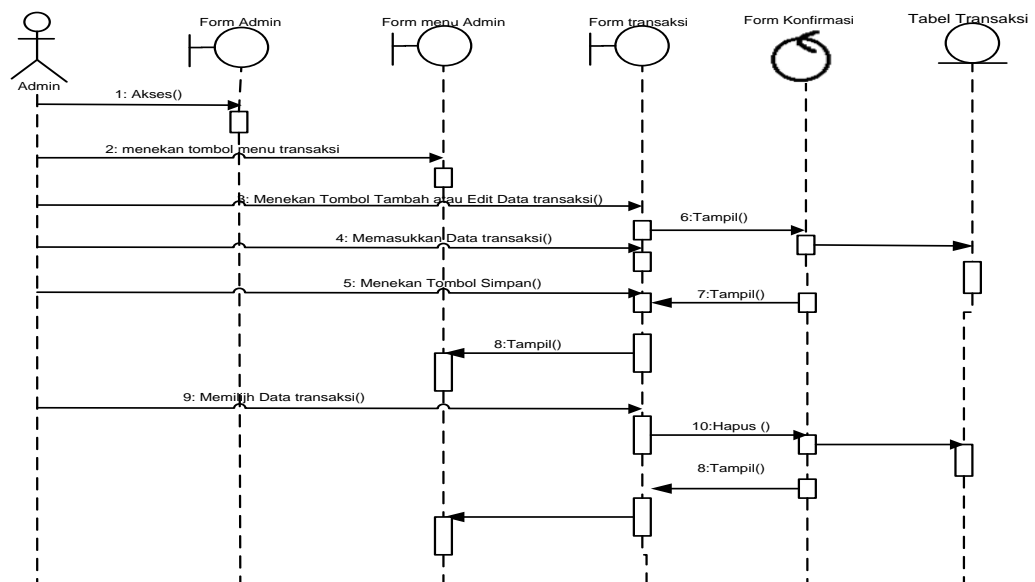 Form Admin
Form menu Admin
Form transaksi
Form Konfirmasi
Tabel Transaksi
Admin
1: Akses()
2: menekan tombol menu transaksi
3: Menekan Tombol Tambah atau Edit Data transaksi()
6:Tampil()
4: Memasukkan Data transaksi()
5: Menekan Tombol Simpan()
7:Tampil()
8:Tampil()
9: Memilih Data transaksi()
10:Hapus ()
8:Tampil()